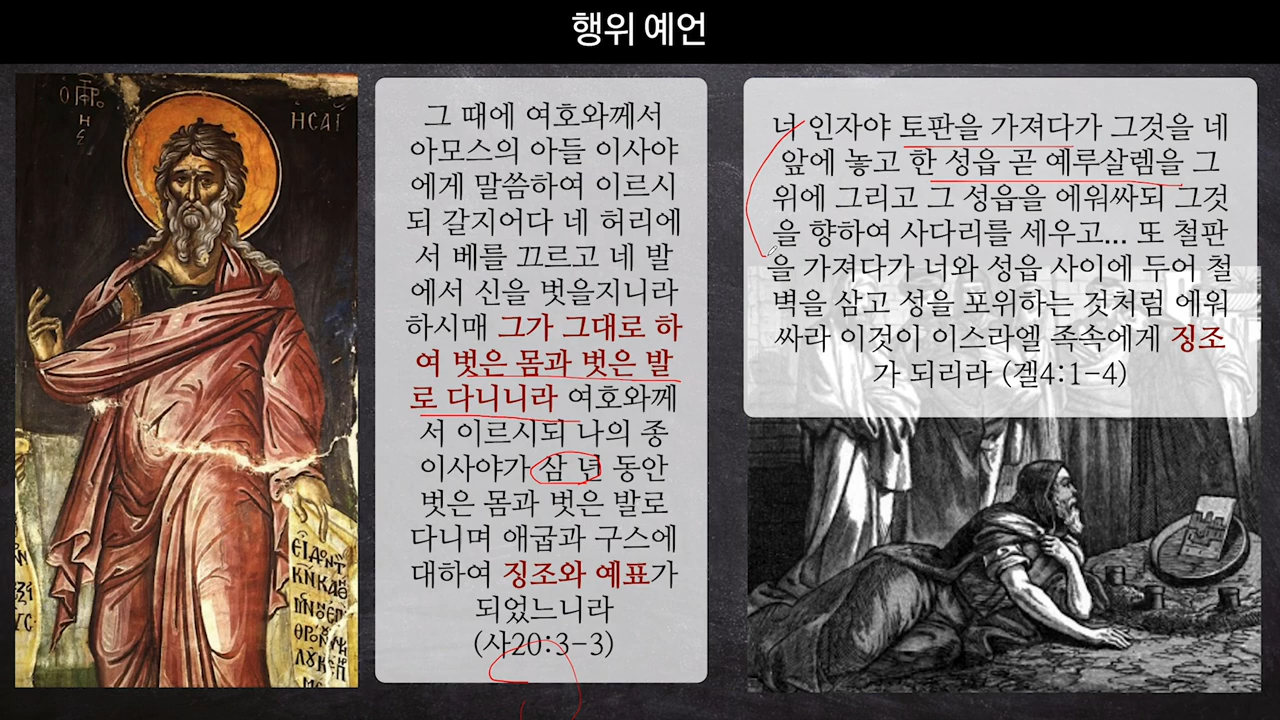 행위 예언
ΗСΑΪ
그 때에 여호와께서
아모스의 아들 이사야
에게 말씀하여 이르시
되 갈지어다 네 허리에
서 베를 끄르고 네 발
에서 신을 벗을지니라
하시매 그가 그대로 하
여 벗은 몸과 벗은 발
로 다니니라 여호와께
서 이르시되 나의 종
이사야가 삼 년 동안
벗은 몸과 벗은 발로
다니며 애굽과 구스에
대하여 징조와 예표가
되었느니라
(사20:3-3)
너 인자야 토판을 가져다가 그것을 네
앞에 놓고 한 성읍 곧 예루살렘을 그
위에 그리고 그 성읍을 에워싸되 그것
을 향하여 사다리를 세우고... 또 철판
을 가져다가 너와 성읍 사이에 두어 철
벽을 삼고 성을 포위하는 것처럼 에워
싸라 이것이 이스라엘 족속에게 징조
가 되리라 (겔4:1-4)